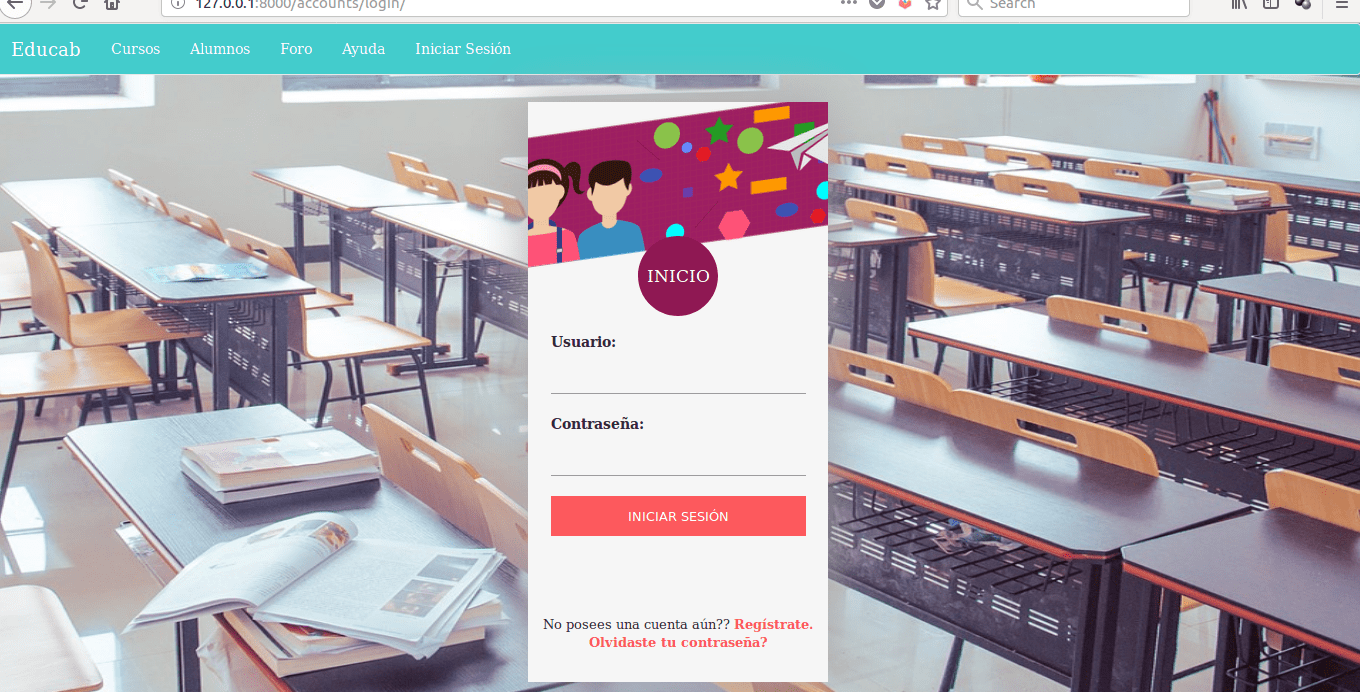 127.0.0.1:8000/accounts/login/
Search
Educab Cursos Alumnos Foro Ayuda Iniciar Sesión
INICIO
Usuario:
Contraseña:
INICIAR SESIÓN
No posees una cuenta aún?? Regístrate.
Olvidaste tu contraseña?